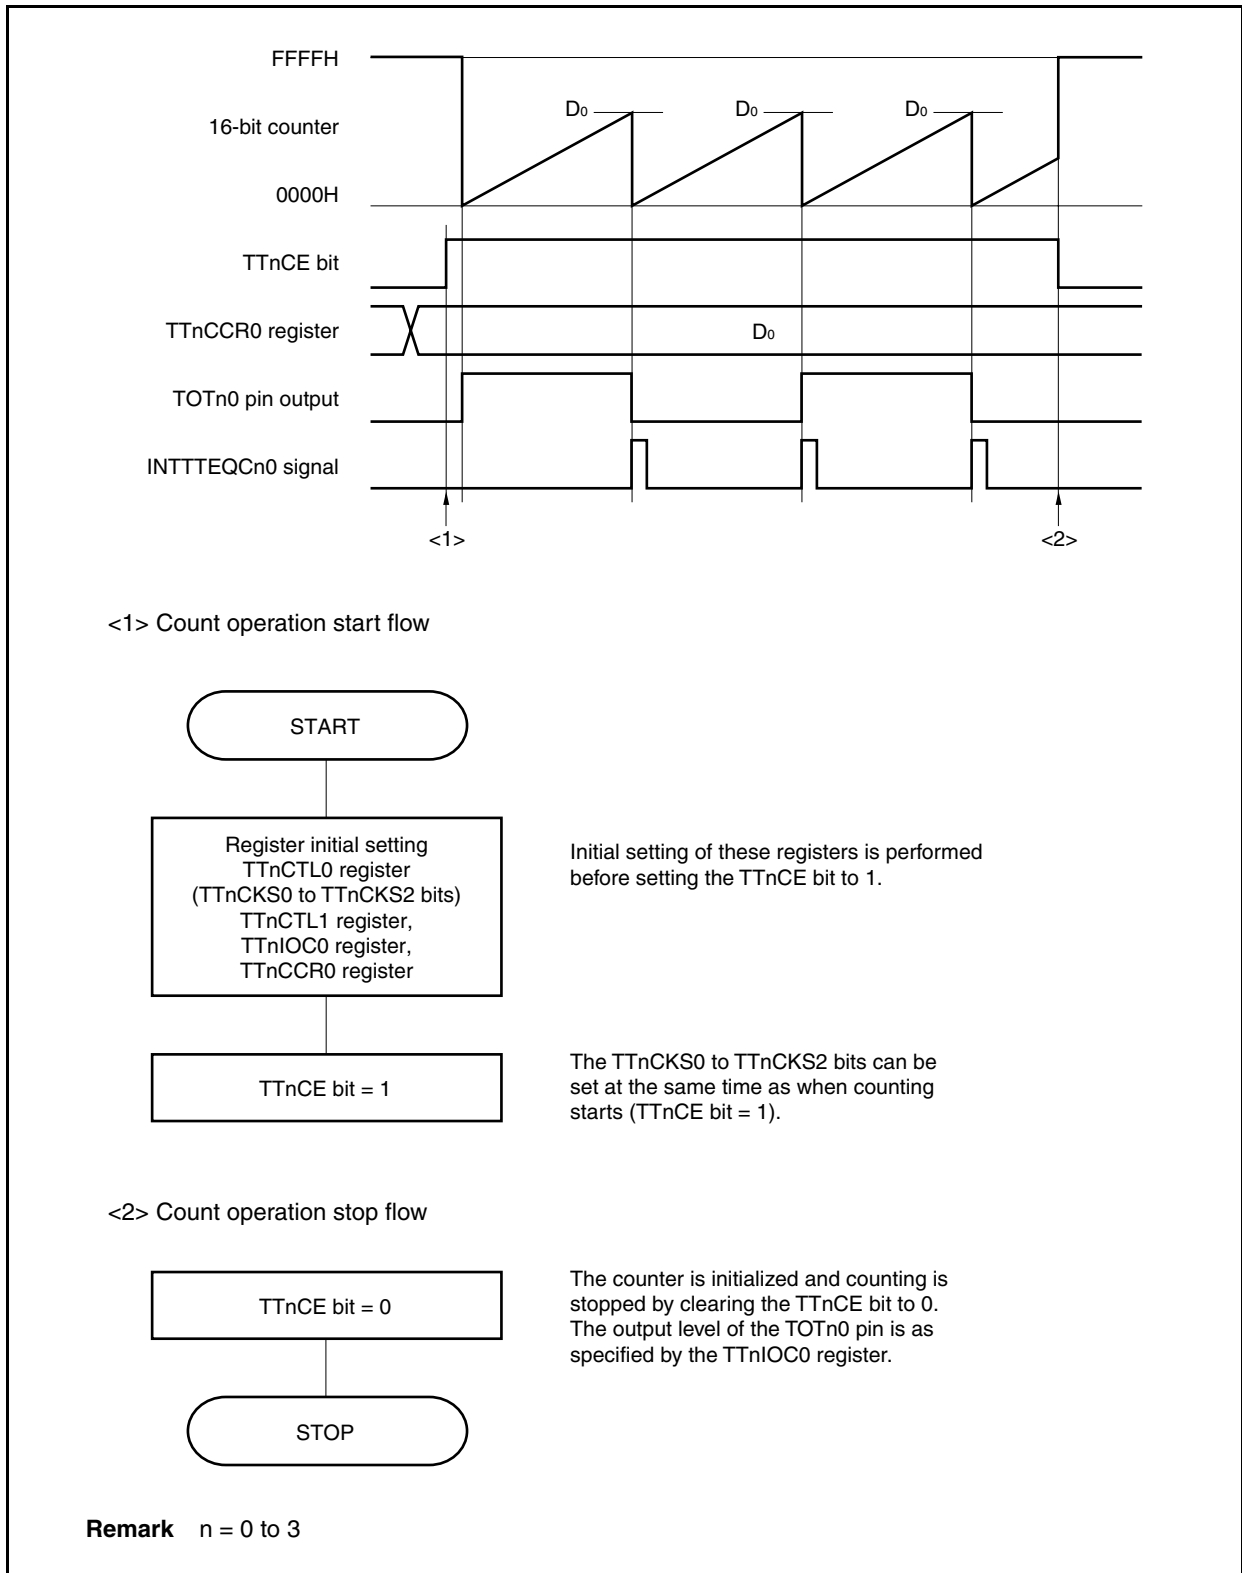 FFFFH
D0
D0
D0
16-bit counter
0000H
TTnCE bit
TTnCCR0 register
D0
TOTn0 pin output
INTTTEQCn0 signal
<1>
<2>
<1> Count operation start flow
START
Register initial setting
TTnCTL0 register
(TTnCKS0 to TTnCKS2 bits)
TTnCTL1 register,
TTnIOC0 register,
TTnCCR0 register
Initial setting of these registers is performed
before setting the TTnCE bit to 1.
TTnCE bit = 1
The TTnCKS0 to TTnCKS2 bits can be
set at the same time as when counting
starts (TTnCE bit = 1).
<2> Count operation stop flow
TTnCE bit = 0
The counter is initialized and counting is
stopped by clearing the TTnCE bit to 0.
The output level of the TOTn0 pin is as
specified by the TTnIOC0 register.
STOP
Remark n = 0 to 3